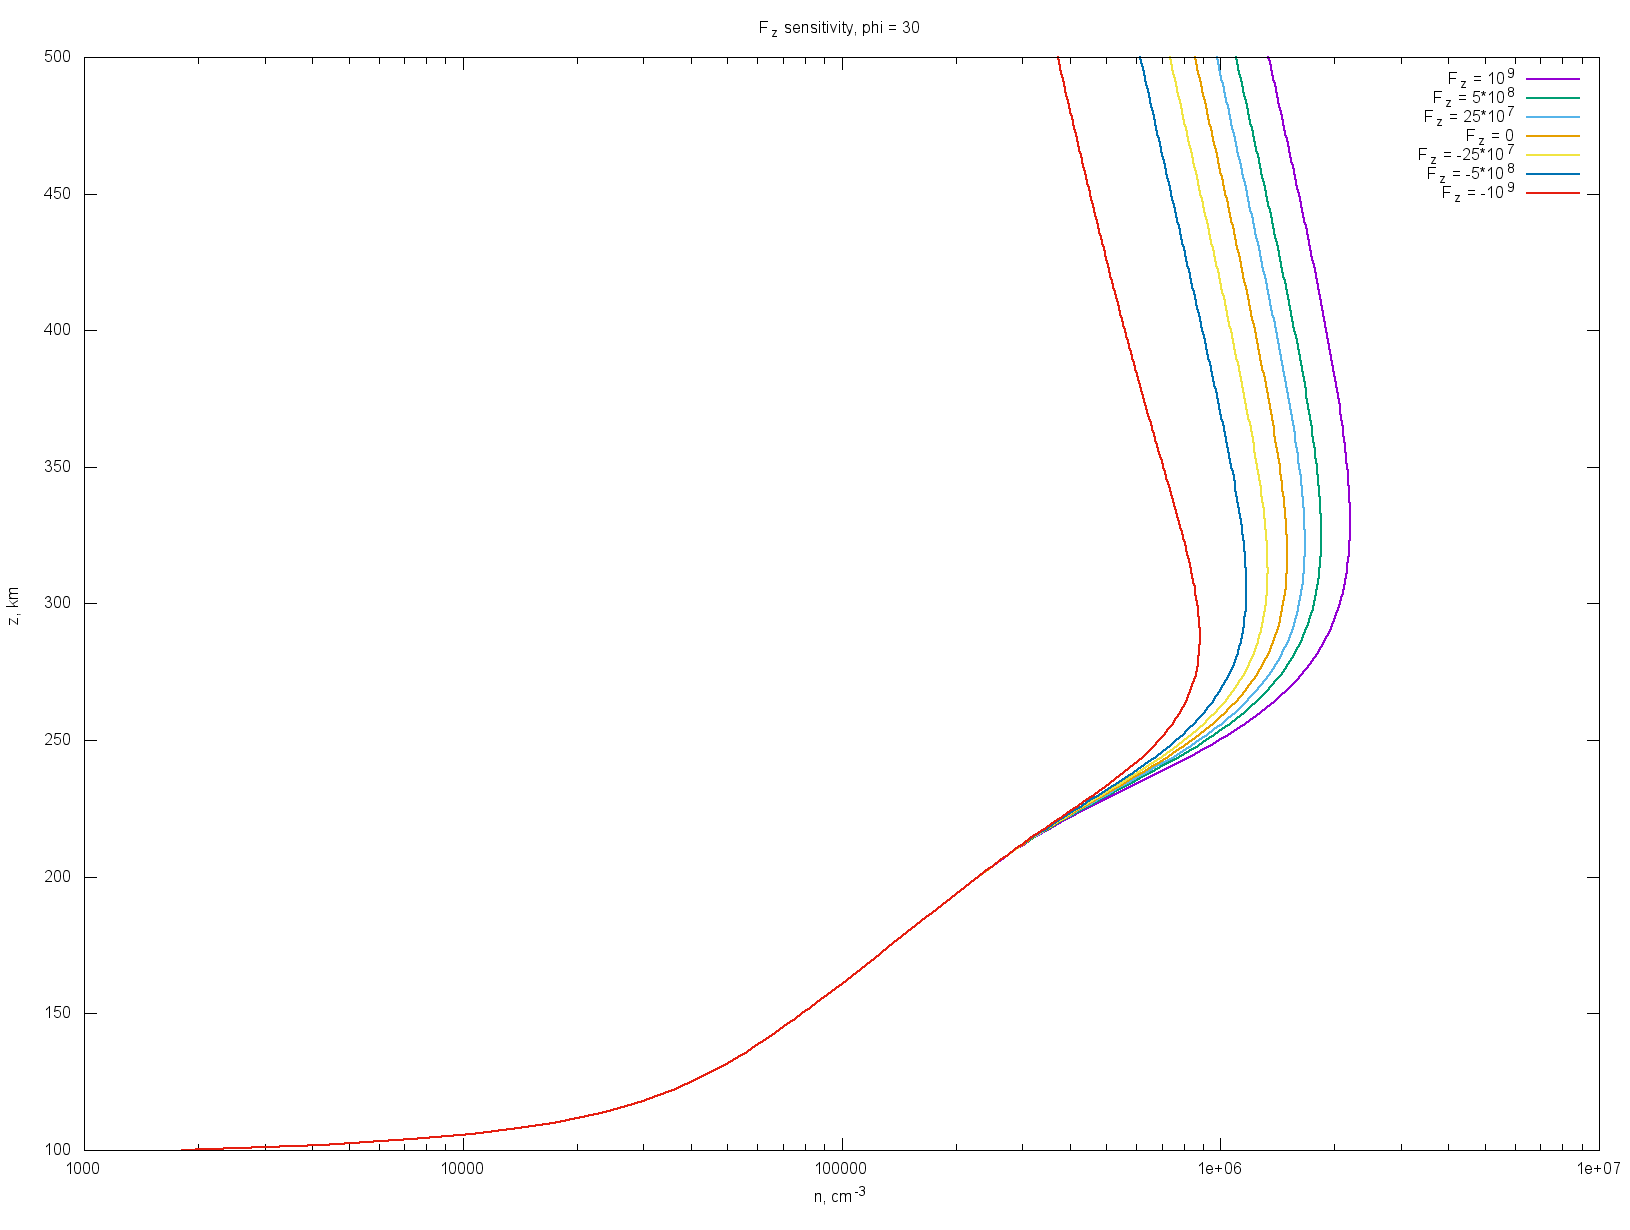 F_z sensitivity, phi = 30
500
450
400
350
300
250
200
150
100
z, km
1000
10000
100000
1e+06
1e+07
n, cm^-3
F_z = 10^9
F_z = 5*10^8
F_z = 25*10^7
F_z = 0
F_z = -25*10^7
F_z = -5*10^8
F_z = -10^9